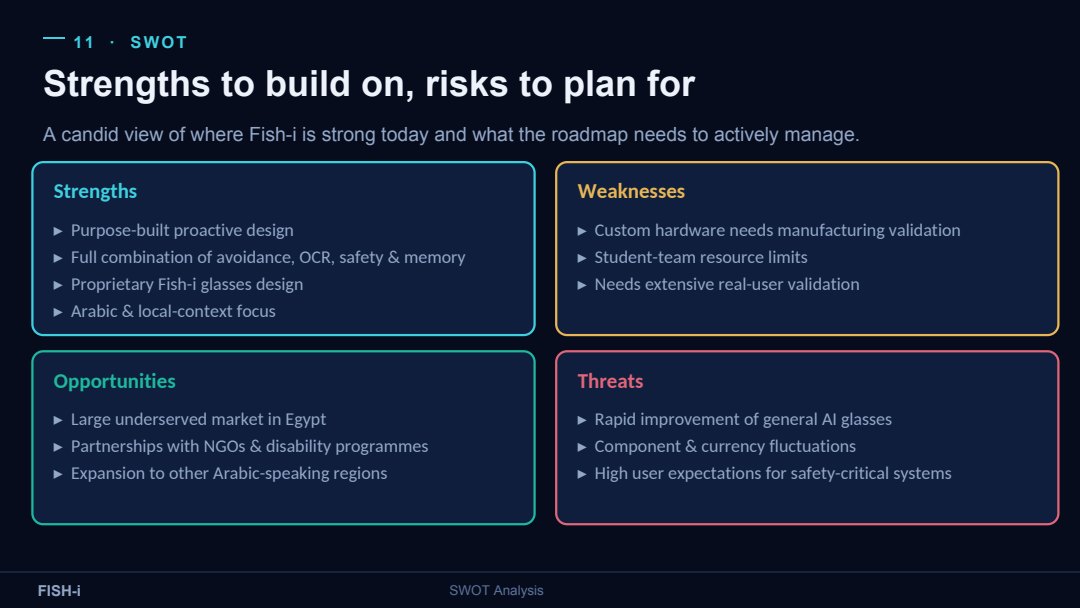 11 · SWOT
Strengths to build on, risks to plan for
A candid view of where Fish-i is strong today and what the roadmap needs to actively manage.
Strengths
▸ Purpose-built proactive design
▸ Full combination of avoidance, OCR, safety & memory
▸ Proprietary Fish-i glasses design
▸ Arabic & local-context focus
Weaknesses
▸ Custom hardware needs manufacturing validation
▸ Student-team resource limits
▸ Needs extensive real-user validation
Opportunities
▸ Large underserved market in Egypt
▸ Partnerships with NGOs & disability programmes
▸ Expansion to other Arabic-speaking regions
Threats
▸ Rapid improvement of general AI glasses
▸ Component & currency fluctuations
▸ High user expectations for safety-critical systems
FISH-i
SWOT Analysis